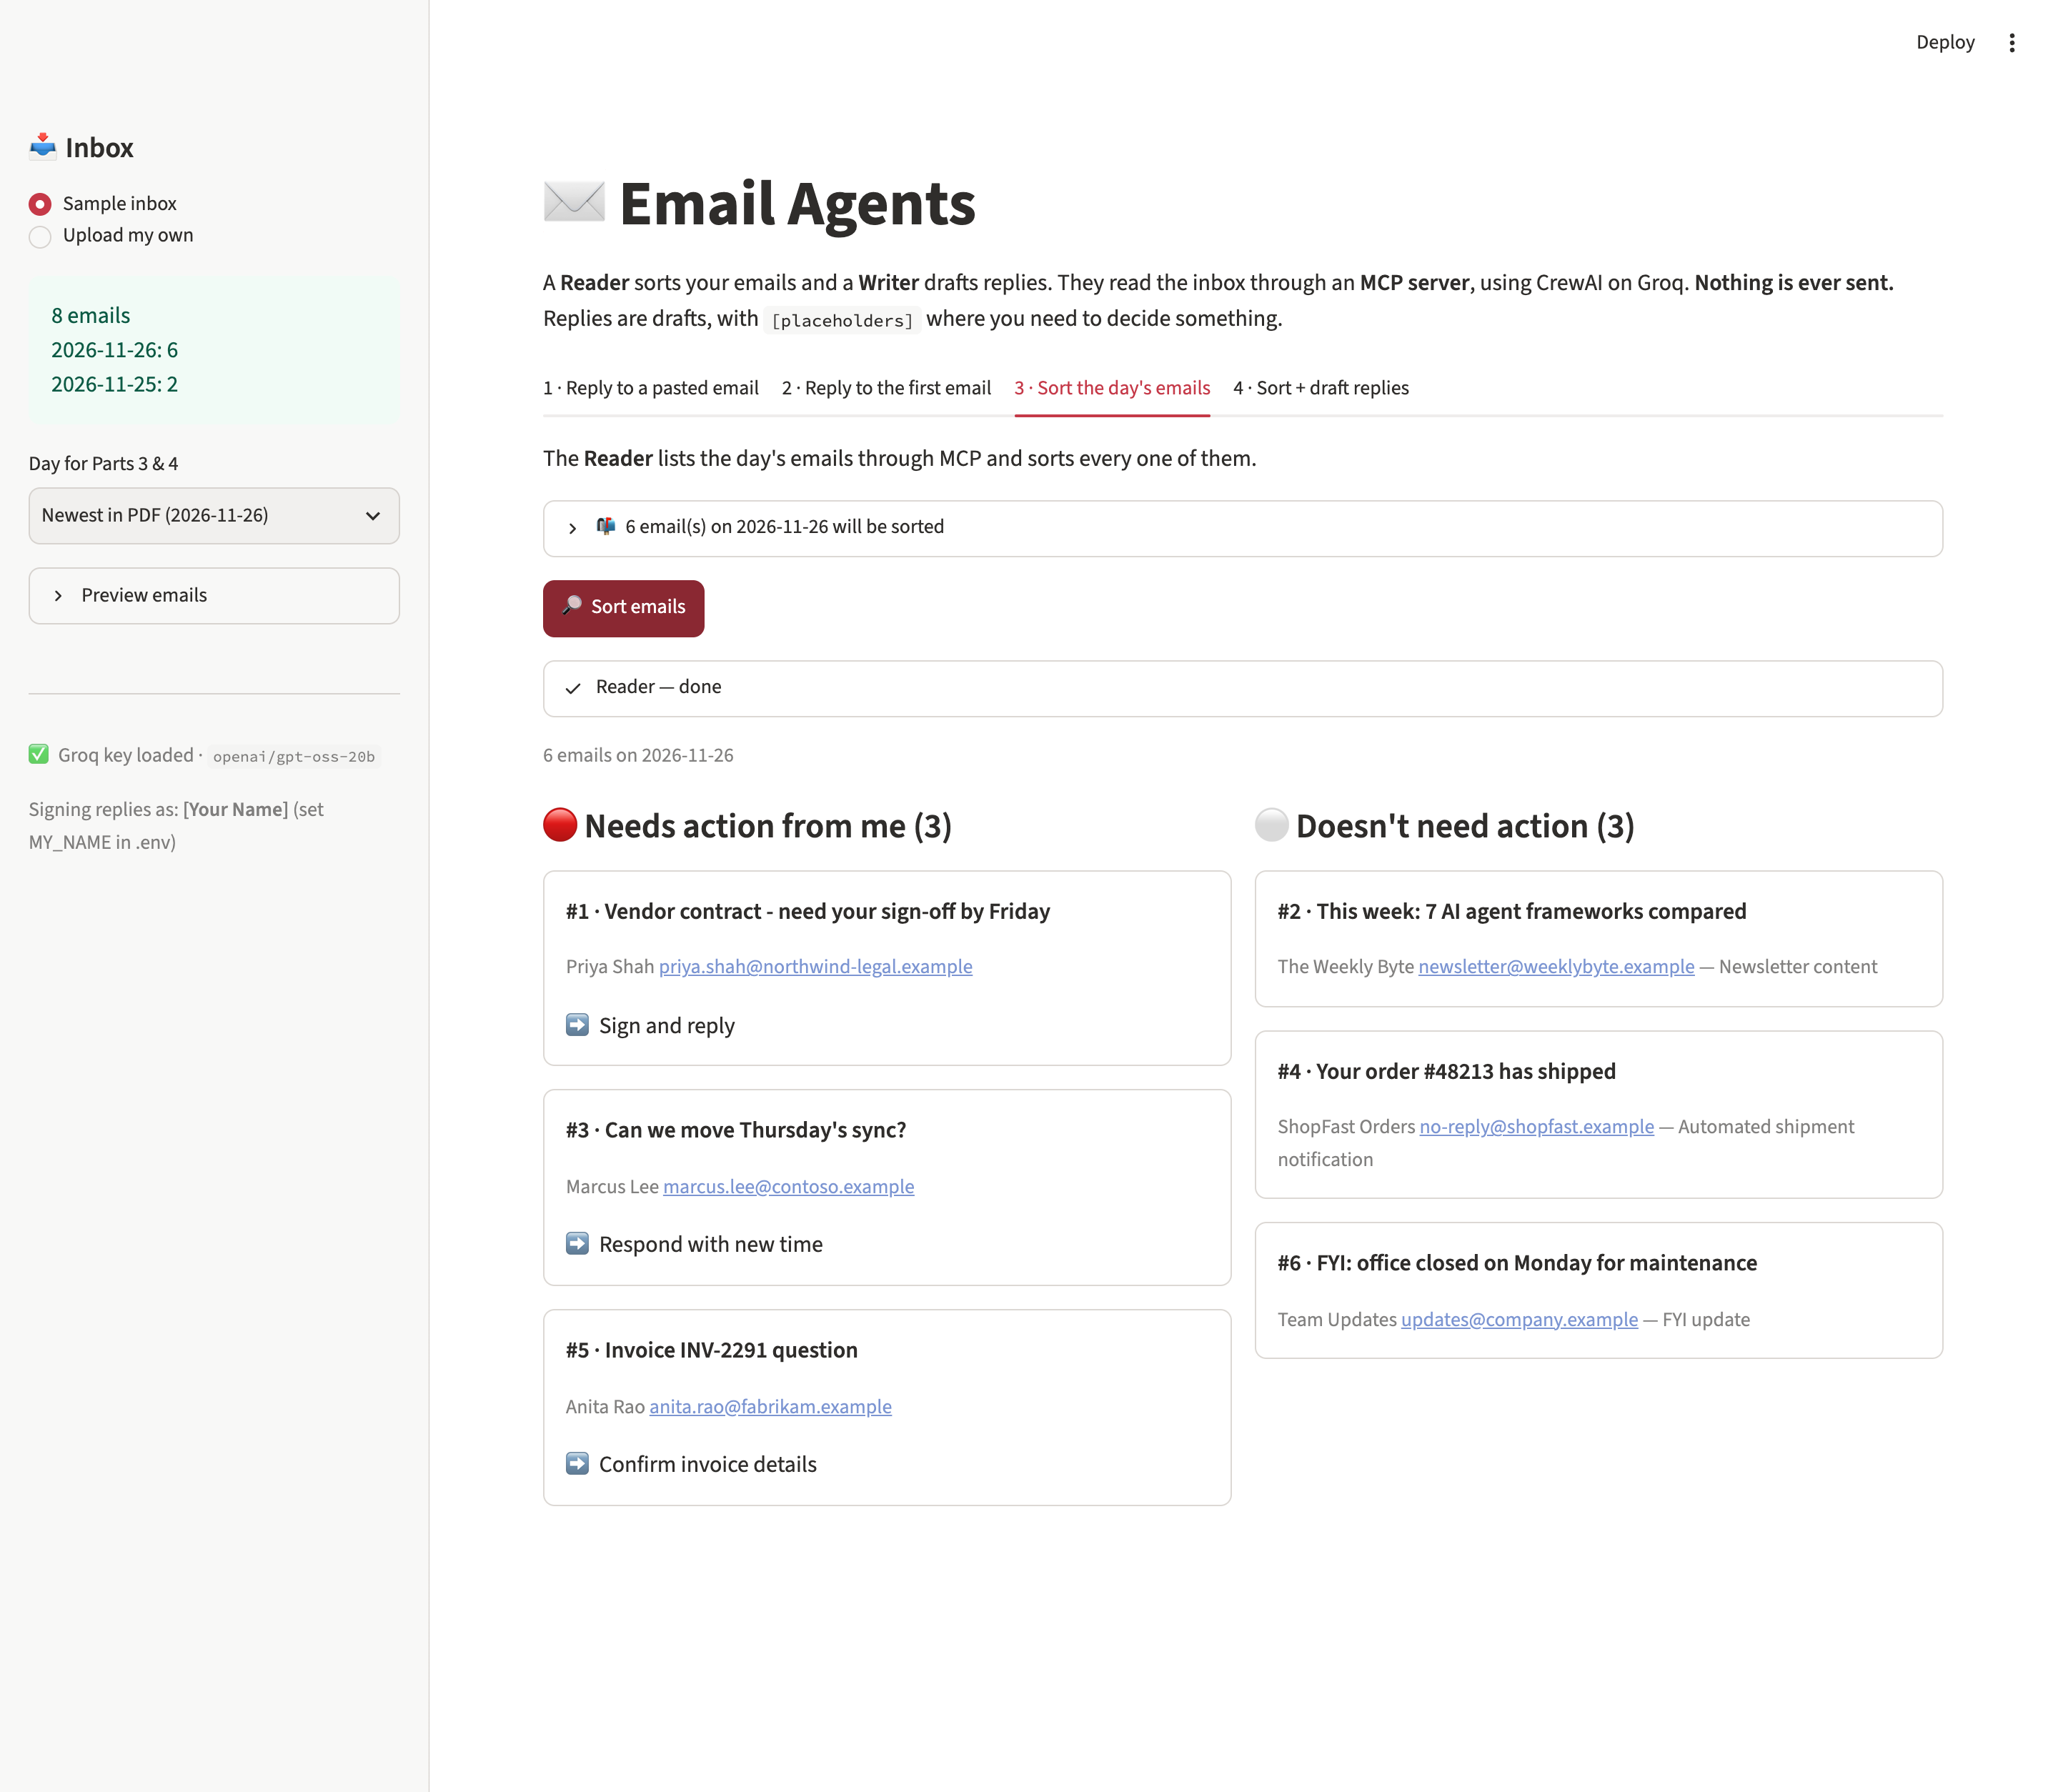 Deploy
Inbox
Sample inbox
Upload my own
8 emails
2026-11-26: 6
2026-11-25: 2
Day for Parts 3 & 4
Newest in PDF (2026-11-26)
Preview emails
Groq key loaded · openai/gpt-oss-20b
Signing replies as: [Your Name] (set
MY_NAME in .env)
Email Agents
A Reader sorts your emails and a Writer drafts replies. They read the inbox through an MCP server, using CrewAI on Groq. Nothing is ever sent.
Replies are drafts, with [placeholders] where you need to decide something.
1 · Reply to a pasted email 2 · Reply to the first email 3 · Sort the day's emails 4 · Sort + draft replies
The Reader lists the day's emails through MCP and sorts every one of them.
6 email(s) on 2026-11-26 will be sorted
Sort emails
Reader — done
6 emails on 2026-11-26
Needs action from me (3)
#1 · Vendor contract - need your sign-off by Friday
Priya Shah priya.shah@northwind-legal.example
Sign and reply
#3 · Can we move Thursday's sync?
Marcus Lee marcus.lee@contoso.example
Respond with new time
#5 · Invoice INV-2291 question
Anita Rao anita.rao@fabrikam.example
Confirm invoice details
Doesn't need action (3)
#2 · This week: 7 AI agent frameworks compared
The Weekly Byte newsletter@weeklybyte.example — Newsletter content
#4 · Your order #48213 has shipped
ShopFast Orders no-reply@shopfast.example — Automated shipment
notification
#6 · FYI: office closed on Monday for maintenance
Team Updates updates@company.example — FYI update